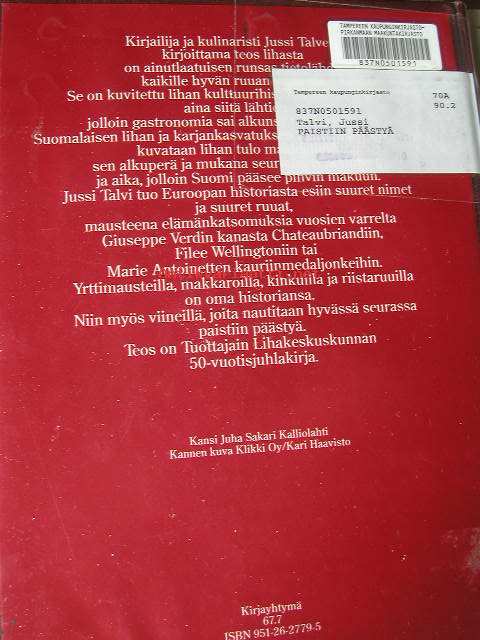 TAMPEREEN KAUPUNGINKIRJASTO-
PIRKANMAAN MAAKUNTAKIRJASTO
837N0501591
Tampereen kaupunginkirjasto
70A
90.2
837N0501591
Talvi, Jussi
PAISTIIN PÄÄSTYÄ
Kirjailija ja kulinaristi Jussi Talven
kirjoittama teos lihasta
on ainutlaatuisen runsas
kaikille hyvän ruuan
Se on kuvitettu lihan kulttuurihis
aina siitä lähtie
jolloin gastronomia sai alkuns
Suomalaisen lihan ja karjankasvatuks
kuvataan lihan tulo ma
sen alkuperä ja mukana seur
ja aika, jolloin Suomi pääsee pihvin makuun.
Jussi Talvi tuo Euroopan historiasta esiin suuret nimet
ja suuret ruuat,
mausteena elämänkatsomuksia vuosien varrelta
Giuseppe Verdin kanasta Chateaubriandiin,
Filee Wellingtoniin tai
Marie Antoinetten kauriinmedaljonkeihin.
Yrttimausteilla, makkaroilla, kinkuilla ja riistaruuilla
on oma historiansa.
Niin myös viineillä, joita nautitaan hyvässä seurassa
paistiin päästyä.
Teos on Tuottajain Lihakeskuskunnan
50-vuotisjuhlakirja.
Kansi Juha Sakari Kalliolahti
Kannen kuva Klikki Oy/Kari Haavisto
Kirjayhtymä
67.7
ISBN 951-26-2779-5